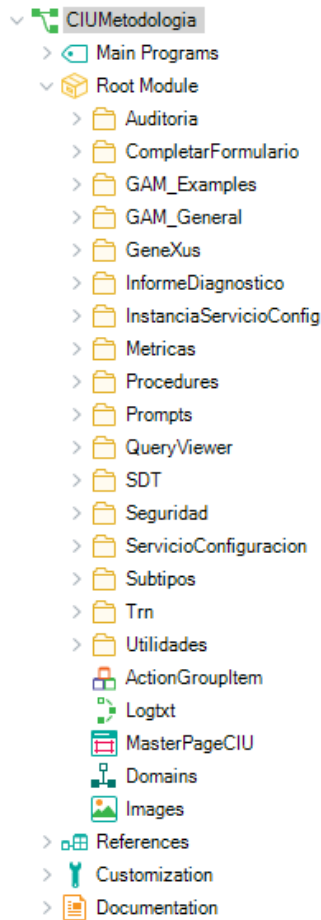 CIUMetodologia
Main Programs
Root Module
Auditoria
CompletarFormulario
GAM_Examples
GAM_General
GeneXus
InformeDiagnostico
InstanciaServicioConfig
Metricas
Procedures
Prompts
QueryViewer
SDT
Seguridad
ServicioConfiguracion
Subtipos
Trn
Utilidades
ActionGroupItem
Logtxt
MasterPageCIU
Domains
Images
References
Customization
Documentation